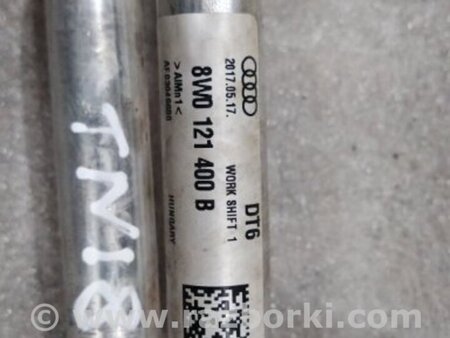 TN18
2017.05.17.
DT6
WORK SHIFT 1
8W0 121 400 B
>AlMn1<
HUNGARY
© www.razborki.com